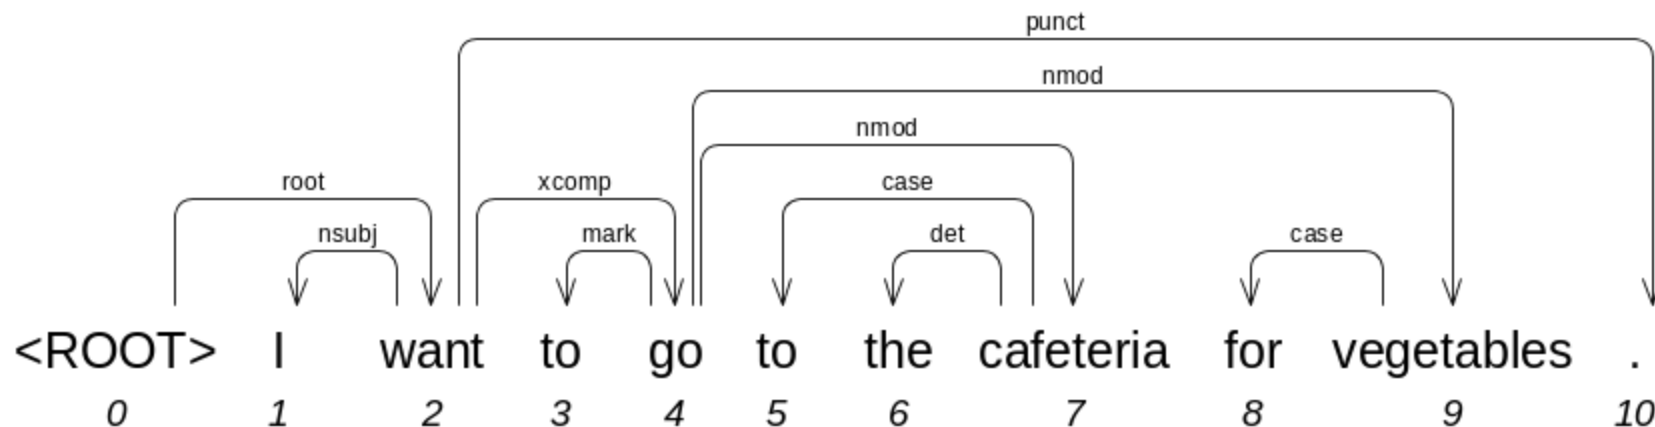 punct
nmod
nmod
root xcomp case
nsubj mark det case
<ROOT> I want to go to the cafeteria for vegetables .
0 1 2 3 4 5 6 7 8 9 10